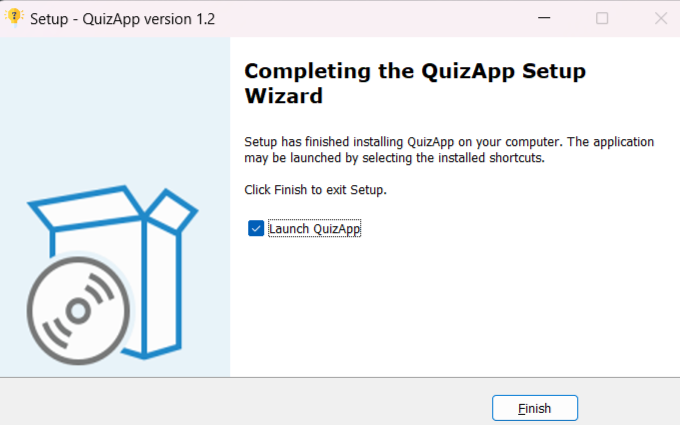 Setup - QuizApp version 1.2
Completing the QuizApp Setup
Wizard
Setup has finished installing QuizApp on your computer. The application
may be launched by selecting the installed shortcuts.
Click Finish to exit Setup.
Launch QuizApp
Finish